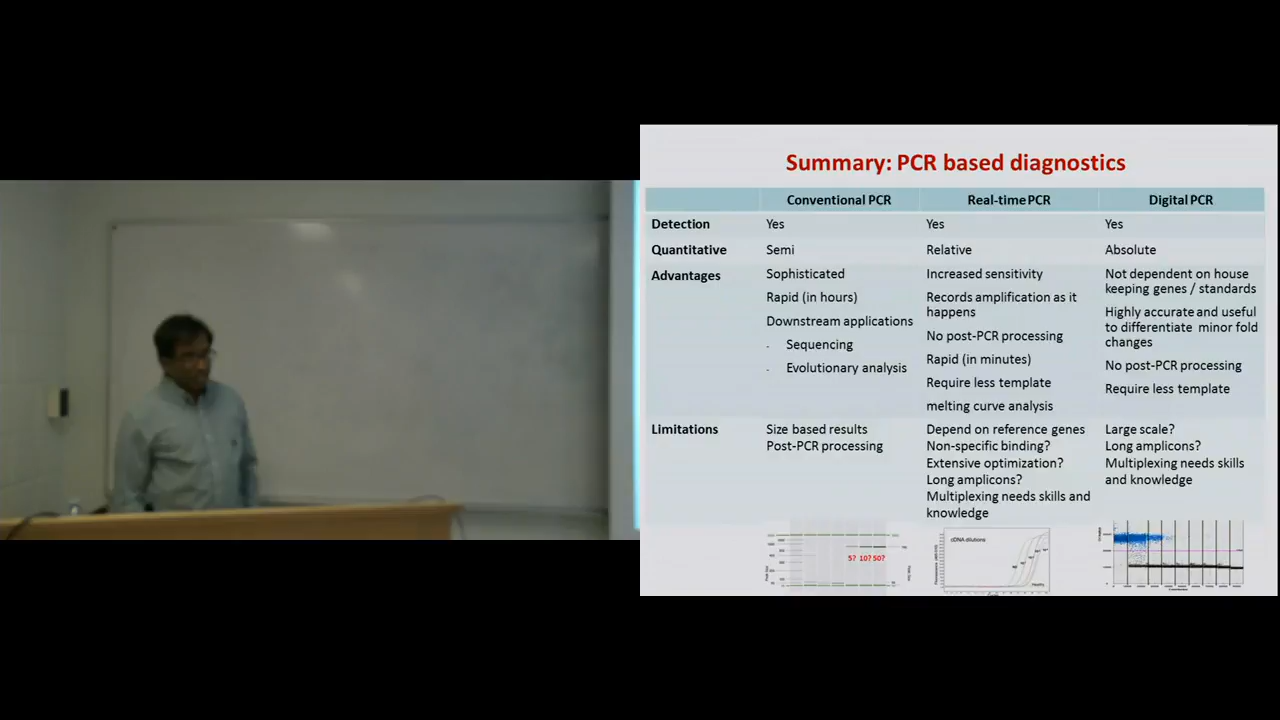 Summary: PCR based diagnostics
Conventional PCR Real-time PCR Digital PCR
Detection Yes Yes Yes
Quantitative Semi Relative Absolute
Advantages
Sophisticated
Rapid (in hours)
Downstream applications
- Sequencing
- Evolutionary analysis
Increased sensitivity
Records amplification as it
happens
No post-PCR processing
Rapid (in minutes)
Require less template
melting curve analysis
Not dependent on house
keeping genes / standards
Highly accurate and useful
to differentiate minor fold
changes
No post-PCR processing
Require less template
Limitations
Size based results
Post-PCR processing
Depend on reference genes
Non-specific binding?
Extensive optimization?
Long amplicons?
Multiplexing needs skills and
knowledge
Large scale?
Long amplicons?
Multiplexing needs skills
and knowledge
5? 10? 50?
cDNA dilutions
Healthy